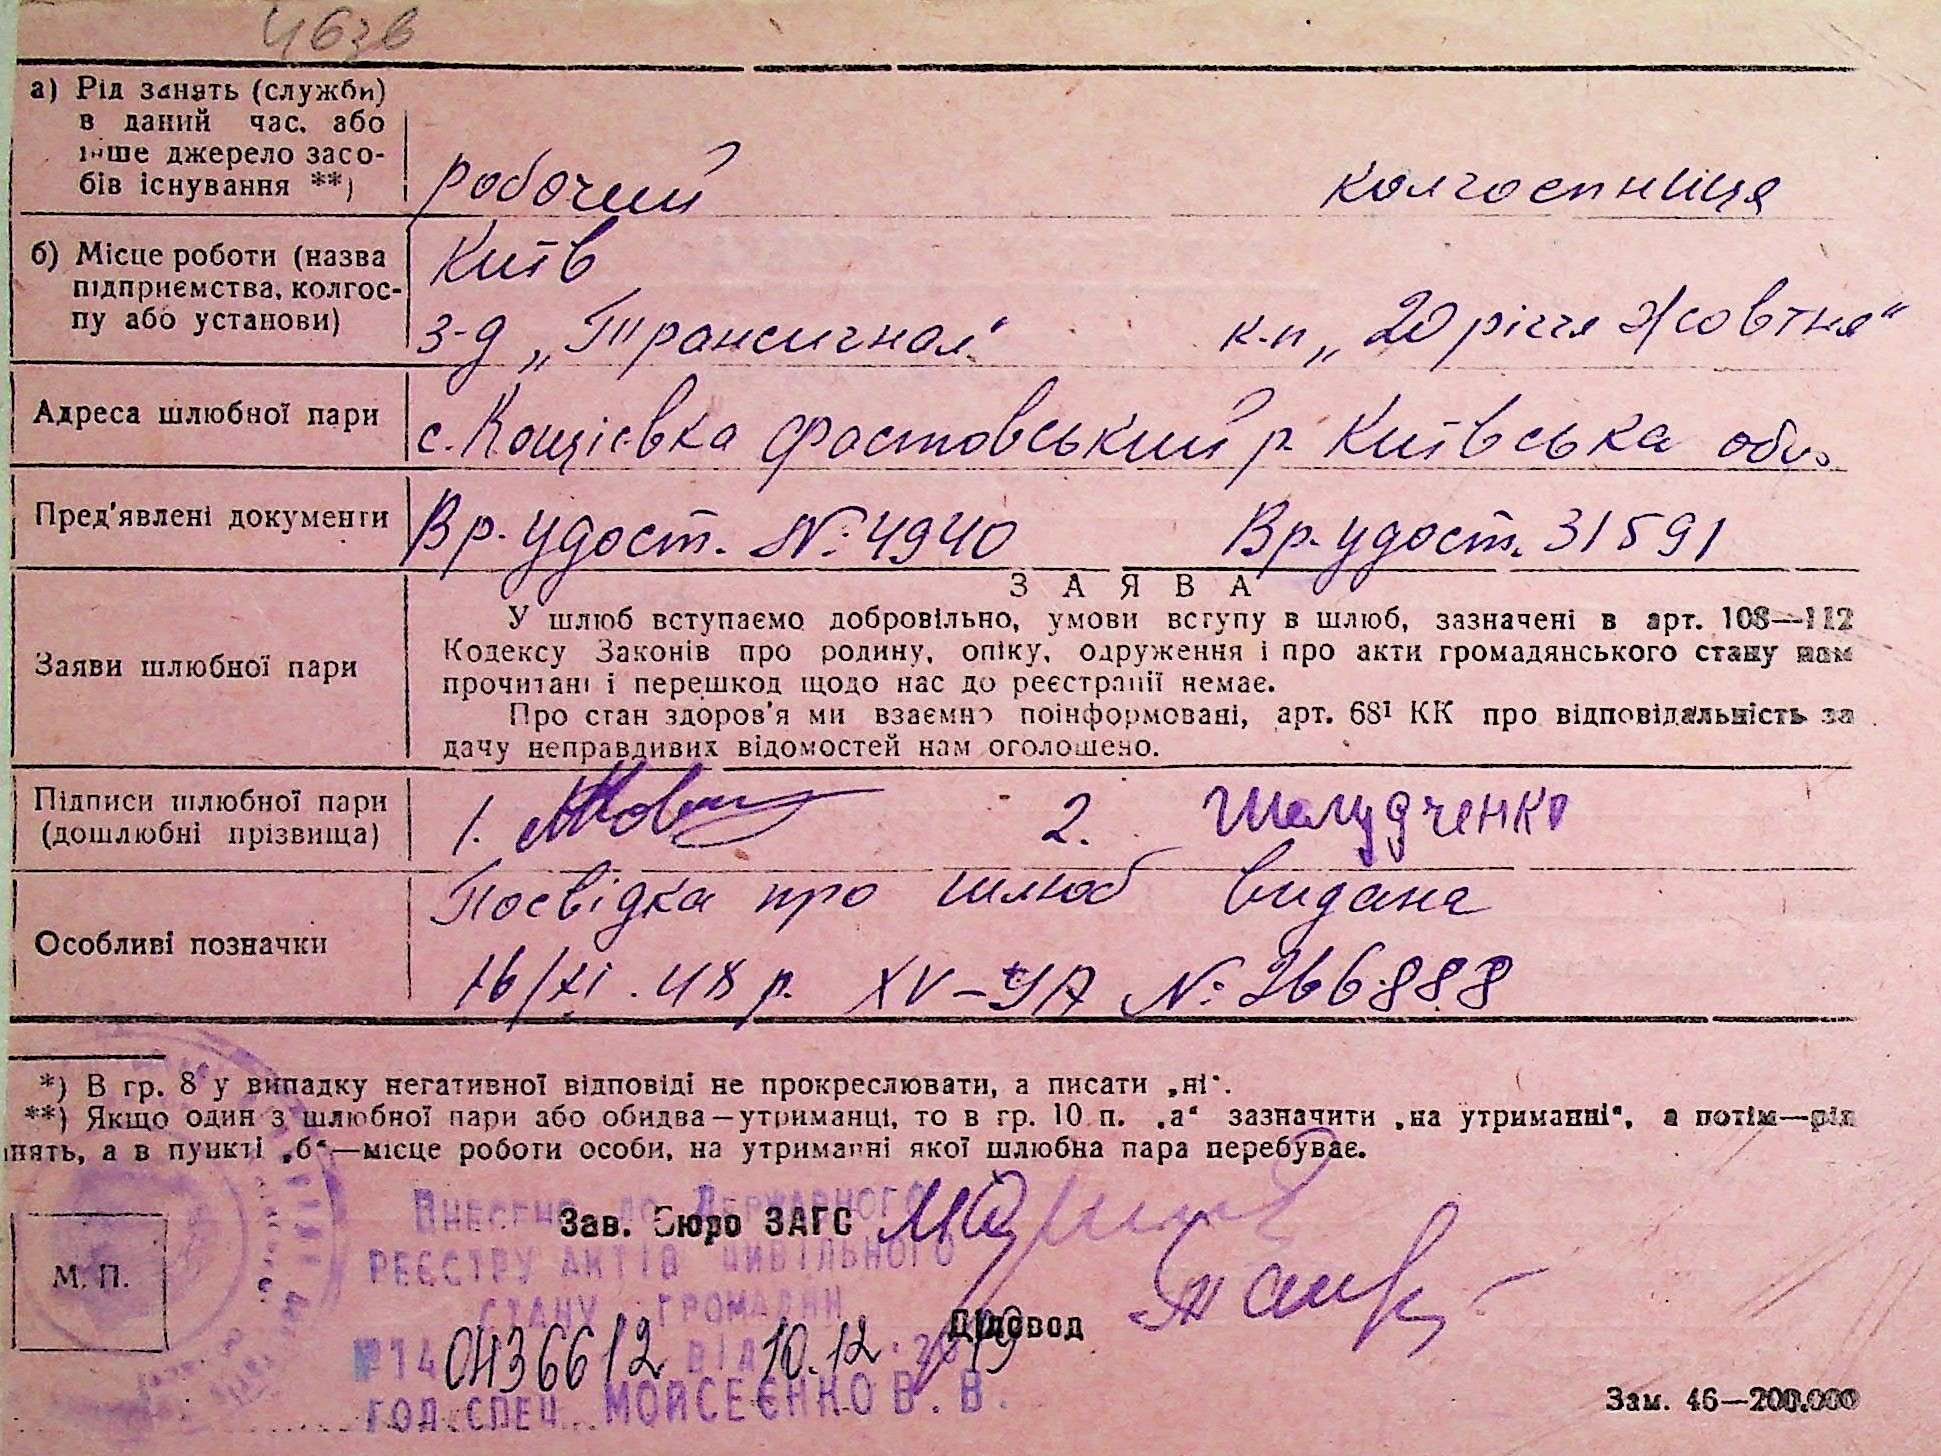 а) Рід занять (служби)
в даний час. або
інше джерело засо-
бів існування **)
робочий колгоспниця
б) Місце роботи (назва
підприємства, колгос-
пу або установи)
Київ
з-д „Трансигнал" к-п „20 річчя Жовтня"
Адреса шлюбної пари
с. Кощіевка Фастовський р. Київська обл.
Пред'явлені документи
Вр. удост. №: 4940 Вр. удост. 31591
ЗАЯВА
Заяви шлюбної пари
У шлюб вступаємо добровільно, умови вступу в шлюб, зазначені в арт. 108—112
Кодексу Законів про родину, опіку, одруження і про акти громадянського стану нам
прочитані і перешкод щодо нас до реєстрації немає.
Про стан здоров'я ми взаємно поінформовані, арт. 68¹ КК про відповідальність за
дачу неправдивих відомостей нам оголошено.
Підписи шлюбної пари
(дошлюбні прізвища)
1. 2. Шелудченко
Особливі позначки
Посвідка про шлюб видана
16/XI. 48 р. XV-УА №: 266888
*) В гр. 8 у випадку негативної відповіді не прокреслювати, а писати „ні".
**) Якщо один з шлюбної пари або обидва—утриманці, то в гр. 10 п. „а" зазначити „на утриманні", а потім—рід
нять, а в пункті „б"—місце роботи особи, на утриманні якої шлюбна пара перебуває.
М. П.
Зав. Бюро ЗАГС
Діловод
Внесено до Державного
реєстру актів цивільного
стану громадян
№14 0436612 від 10.12.2019
гол. спец. Мойсеєнко В. В.
Зам. 46—200.000